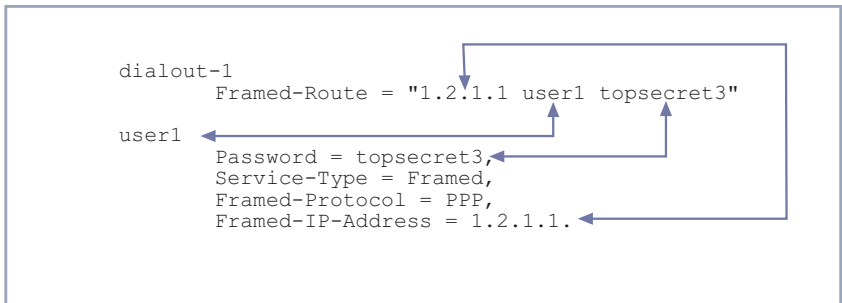 dialout-1
Framed-Route = "1.2.1.1 user1 topsecret3"
user1
Password = topsecret3,
Service-Type = Framed,
Framed-Protocol = PPP,
Framed-IP-Address = 1.2.1.1.